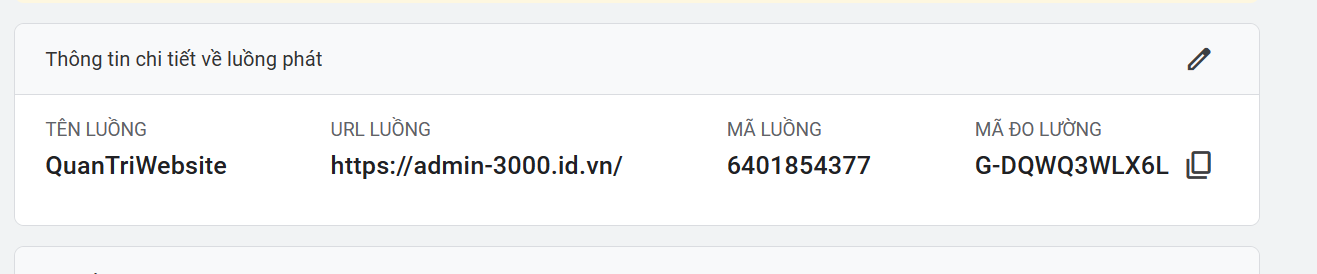 Thông tin chi tiết về luồng phát
TÊN LUỒNG URL LUỒNG MÃ LUỒNG MÃ ĐO LƯỜNG
QuanTriWebsite https://admin-3000.id.vn/ 6401854377 G-DQWQ3WLX6L